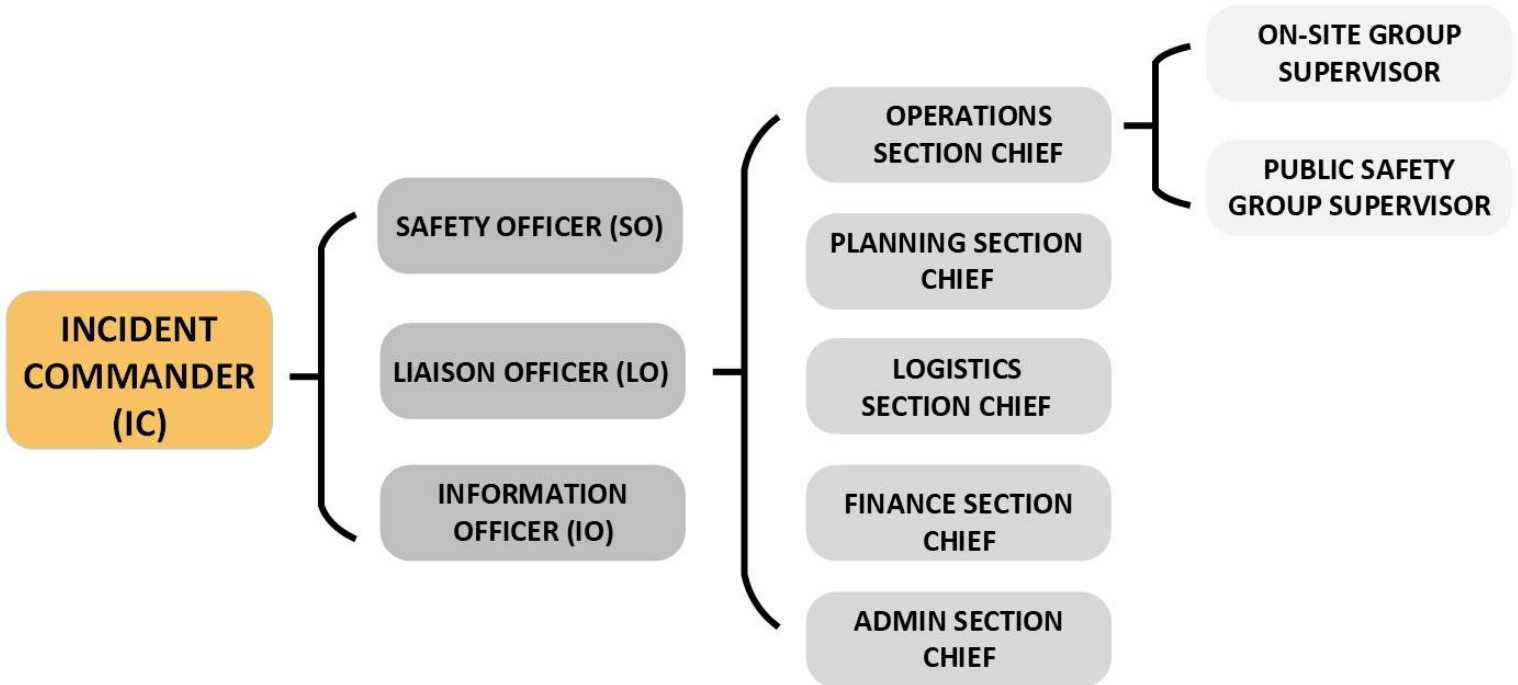 INCIDENT
COMMANDER
(IC)
SAFETY OFFICER (SO)
LIAISON OFFICER (LO)
INFORMATION
OFFICER (IO)
OPERATIONS
SECTION CHIEF
PLANNING SECTION
CHIEF
LOGISTICS
SECTION CHIEF
FINANCE SECTION
CHIEF
ADMIN SECTION
CHIEF
ON-SITE GROUP
SUPERVISOR
PUBLIC SAFETY
GROUP SUPERVISOR